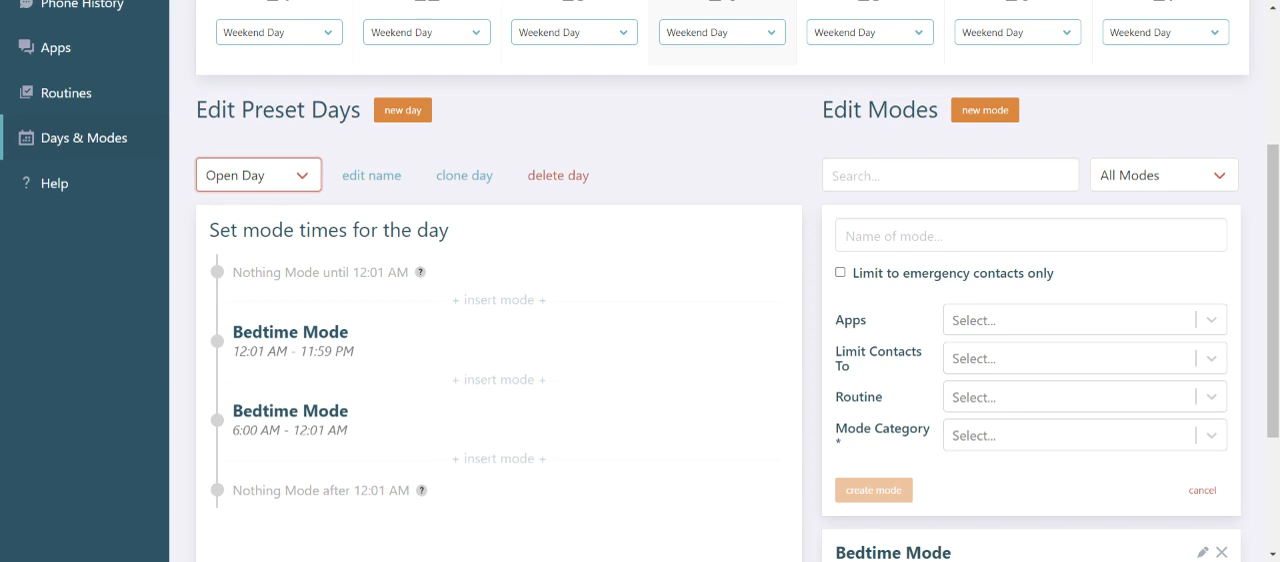 Phone History
Apps
Routines
Days & Modes
? Help
Weekend Day
Weekend Day
Weekend Day
Weekend Day
Weekend Day
Weekend Day
Weekend Day
Edit Preset Days
new day
Open Day
edit name
clone day
delete day
Set mode times for the day
Nothing Mode until 12:01 AM ?
+ insert mode +
Bedtime Mode
12:01 AM - 11:59 PM
+ insert mode +
Bedtime Mode
6:00 AM - 12:01 AM
+ insert mode +
Nothing Mode after 12:01 AM ?
Edit Modes
new mode
Search...
All Modes
Name of mode...
Limit to emergency contacts only
Apps
Select...
Limit Contacts
To
Select...
Routine
Select...
Mode Category
*
Select...
create mode
cancel
Bedtime Mode